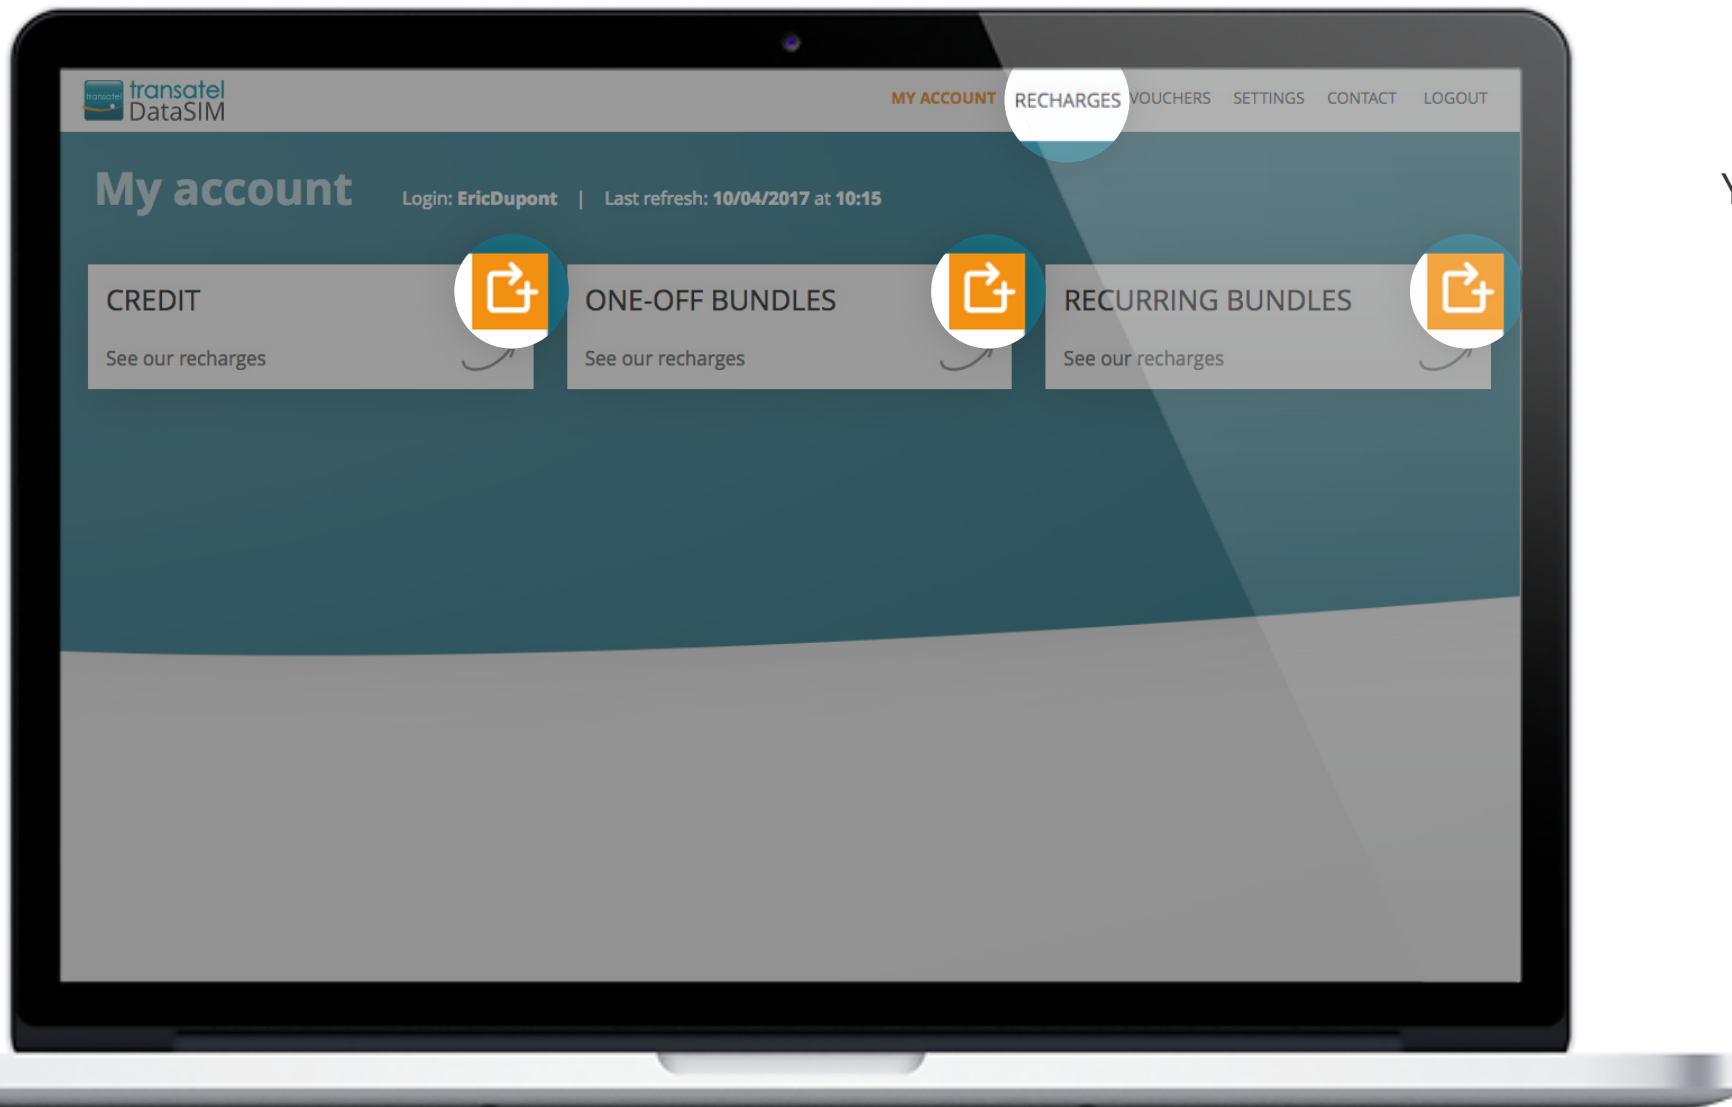 transatel
transatel
DataSIM
MY ACCOUNT RECHARGES VOUCHERS SETTINGS CONTACT LOGOUT
My account Login: EricDupont | Last refresh: 10/04/2017 at 10:15
CREDIT
See our recharges
ONE-OFF BUNDLES
See our recharges
RECURRING BUNDLES
See our recharges
Y